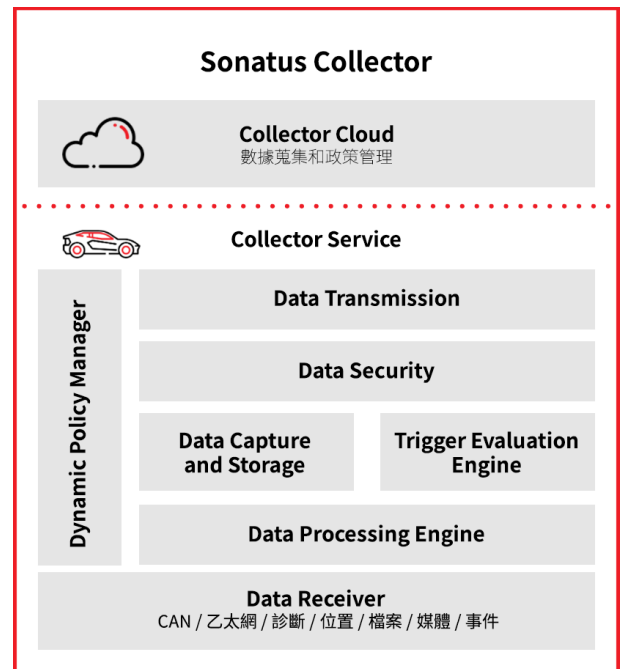 Sonatus Collector
Collector Cloud
數據蒐集和政策管理
Collector Service
Dynamic Policy Manager
Data Transmission
Data Security
Data Capture
and Storage
Trigger Evaluation
Engine
Data Processing Engine
Data Receiver
CAN / 乙太網 / 診斷 / 位置 / 檔案 / 媒體 / 事件